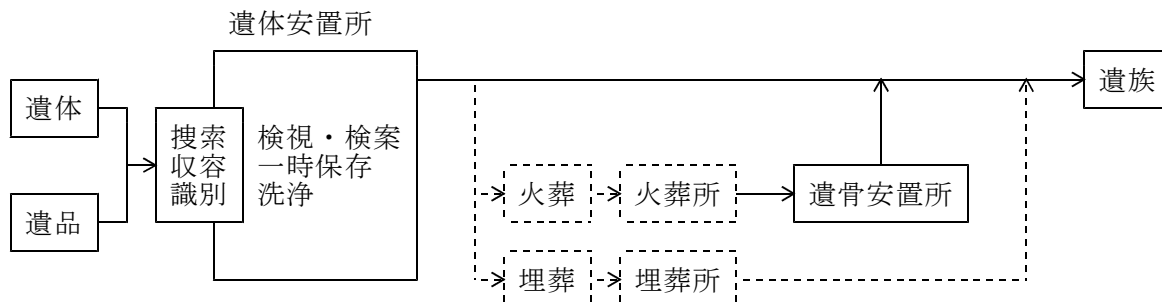 遺体安置所
遺体
遺品
捜索
収容
識別
検視・検案
一時保存
洗浄
火葬
火葬所
遺骨安置所
埋葬
埋葬所
遺族